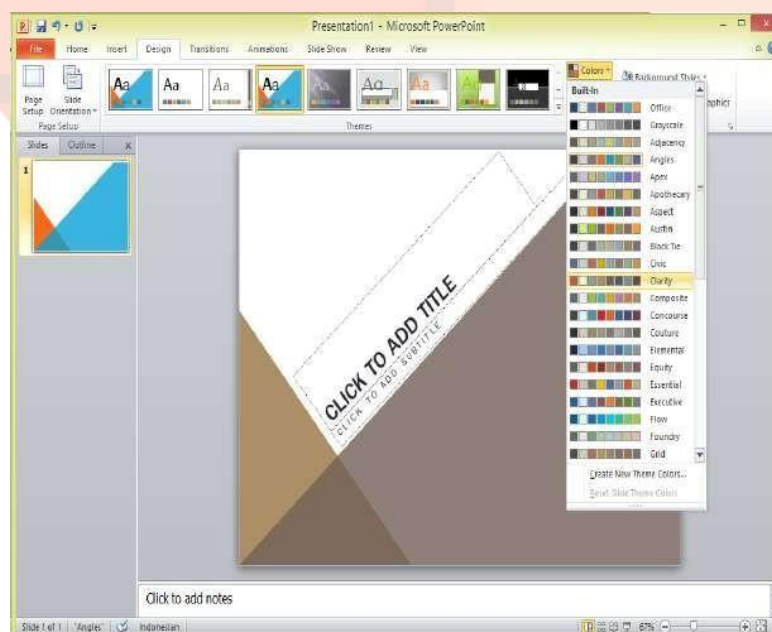 Presentation1 - Microsoft PowerPoint
File Home Insert Design Transitions Animations Slide Show Review View
Page Setup
Slide Orientation
Page Setup
Aa Aa Aa Aa Aa Aa Aa
Themes
Colors
Background Styles
Slides Outline x
1
CLICK TO ADD TITLE
CLICK TO ADD SUBTITLE
Built-In
Office
Grayscale
Adjacency
Angles
Apex
Apothecary
Aspect
Austin
Black Tie
Civic
Clarity
Composite
Concourse
Couture
Elemental
Equity
Essential
Executive
Flow
Foundry
Grid
Create New Theme Colors...
Reset Slide Theme Colors
Click to add notes
Slide 1 of 1 "Angles" Indonesian 67%